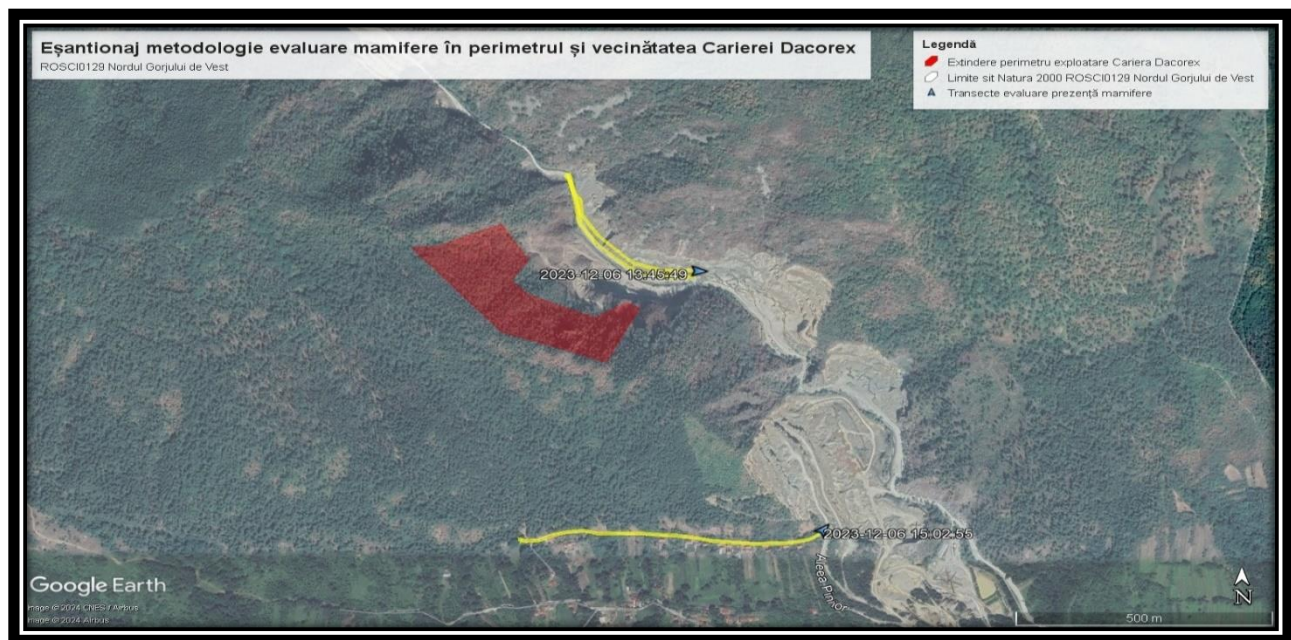 Eșantionaj metodologie evaluare mamifere în perimetrul și vecinătatea Carierei Dacorex
ROSCI0129 Nordul Gorjului de Vest
Legendă
Extindere perimetru exploatare Cariera Dacorex
Limite sit Natura 2000 ROSCI0129 Nordul Gorjului de Vest
Transecte evaluare prezență mamifere
2023-12-06 13:45:49
2023-12-06 15:02:55
Aleea Pinilor
Google Earth
Image © 2024 CNES / Airbus
Image © 2024 Airbus
N
500 m